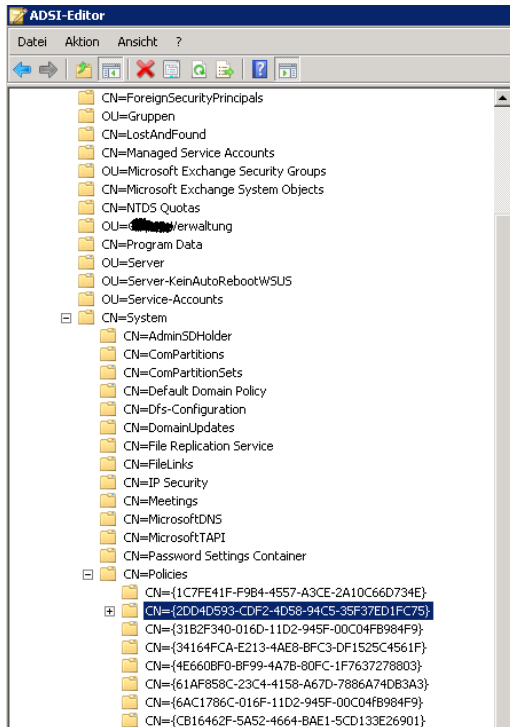 ADSI-Editor
Datei Aktion Ansicht ?
CN=ForeignSecurityPrincipals
OU=Gruppen
CN=LostAndFound
CN=Managed Service Accounts
OU=Microsoft Exchange Security Groups
CN=Microsoft Exchange System Objects
CN=NTDS Quotas
OU= Verwaltung
CN=Program Data
OU=Server
OU=Server-KeinAutoRebootWSUS
OU=Service-Accounts
CN=System
CN=AdminSDHolder
CN=ComPartitions
CN=ComPartitionSets
CN=Default Domain Policy
CN=Dfs-Configuration
CN=DomainUpdates
CN=File Replication Service
CN=FileLinks
CN=IP Security
CN=Meetings
CN=MicrosoftDNS
CN=MicrosoftTAPI
CN=Password Settings Container
CN=Policies
CN={1C7FE41F-F9B4-4557-A3CE-2A10C66D734E}
CN={2DD4D593-CDF2-4D58-94C5-35F37ED1FC75}
CN={31B2F340-016D-11D2-945F-00C04FB984F9}
CN={34164FCA-E213-4AE8-BFC3-DF1525C4561F}
CN={4E660BF0-BF99-4A7B-80FC-1F7637278803}
CN={61AF858C-23C4-4158-A67D-7886A74DB3A3}
CN={6AC1786C-016F-11D2-945F-00C04fB984F9}
CN={CB16462F-5A52-4664-BAE1-5CD133E26901}